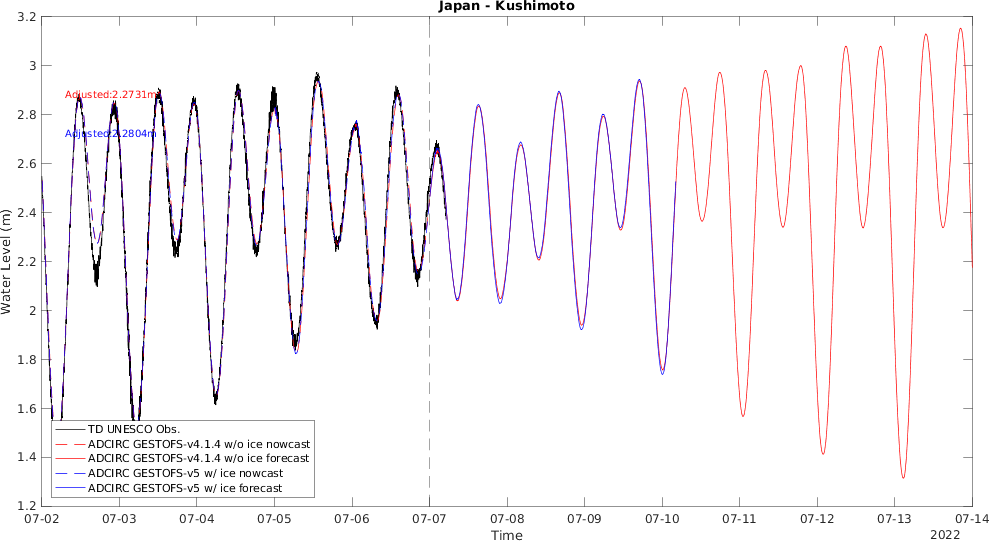 Japan - Kushimoto
3.2
3
2.8
2.6
2.4
2.2
2
1.8
1.6
1.4
1.2
Water Level (m)
Adjusted:2.2731m
Adjusted:2.2804m
TD UNESCO Obs.
ADCIRC GESTOFS-v4.1.4 w/o ice nowcast
ADCIRC GESTOFS-v4.1.4 w/o ice forecast
ADCIRC GESTOFS-v5 w/ ice nowcast
ADCIRC GESTOFS-v5 w/ ice forecast
07-02 07-03 07-04 07-05 07-06 07-07 07-08 07-09 07-10 07-11 07-12 07-13 07-14
Time
2022